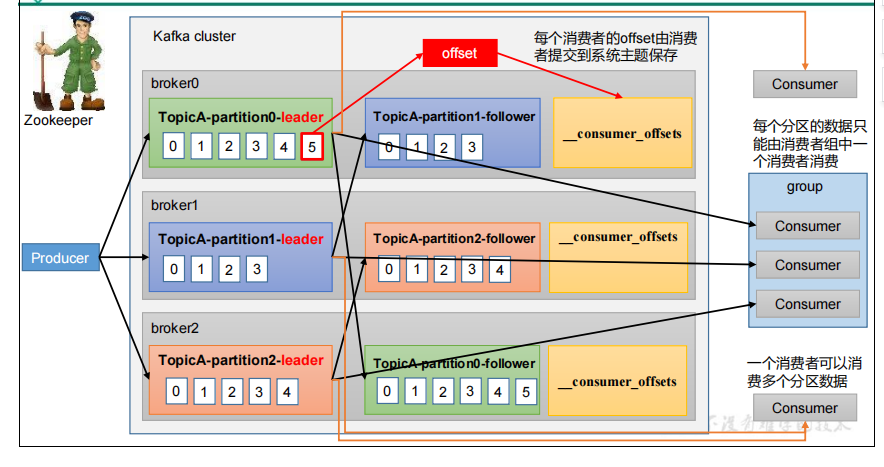 Kafka cluster
Zookeeper
offset
每个消费者的offset由消费
者提交到系统主题保存
Consumer
broker0
TopicA-partition0-leader
0 1 2 3 4 5
TopicA-partition1-follower
0 1 2 3
__consumer_offsets
每个分区的数据只
能由消费者组中一
个消费者消费
group
Consumer
Consumer
Consumer
Producer
broker1
TopicA-partition1-leader
0 1 2 3
TopicA-partition2-follower
0 1 2 3 4
__consumer_offsets
broker2
TopicA-partition2-leader
0 1 2 3 4
TopicA-partition0-follower
0 1 2 3 4 5
__consumer_offsets
一个消费者可以消
费多个分区数据
Consumer